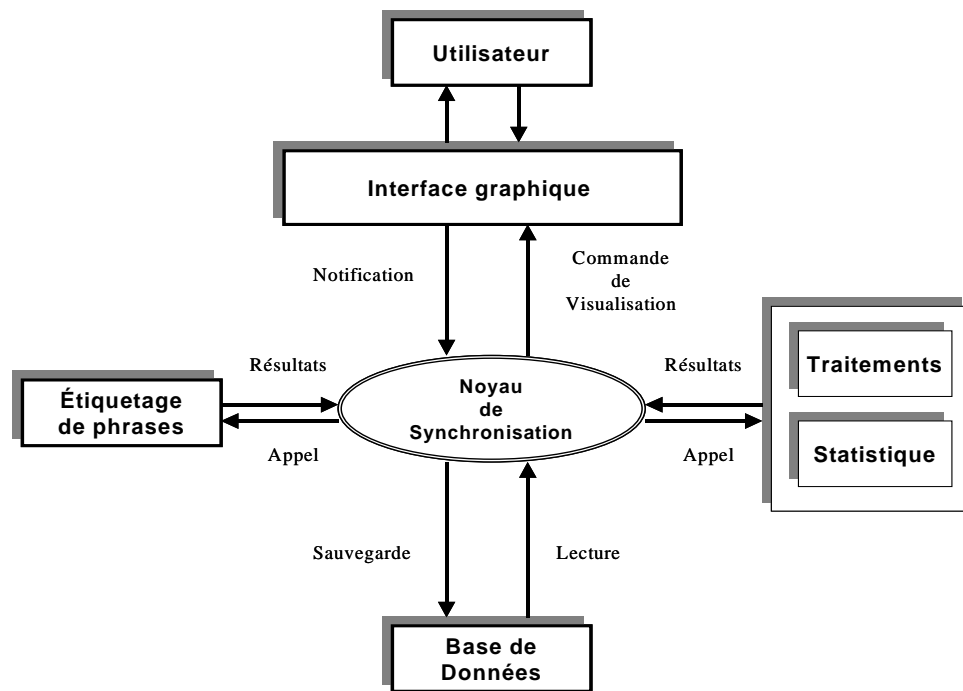 Utilisateur
Interface graphique
Notification
Commande
de
Visualisation
Résultats
Résultats
Traitements
Étiquetage
de phrases
Noyau
de
Synchronisation
Appel
Appel
Statistique
Sauvegarde
Lecture
Base de
Données